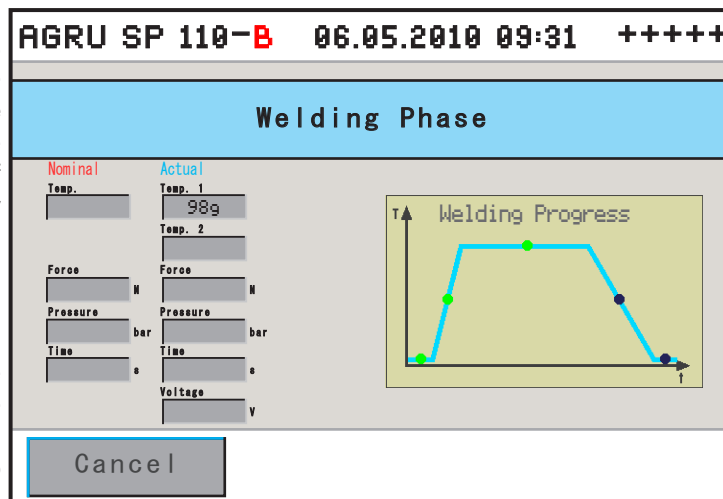 AGRU SP 110-B 06.05.2010 09:31 +++++
Welding Phase
Nominal Actual
Temp. Temp. 1
98g
Temp. 2
Force Force
N N
Pressure Pressure
bar bar
Time Time
s s
Voltage
V
T Welding Progress
t
Cancel